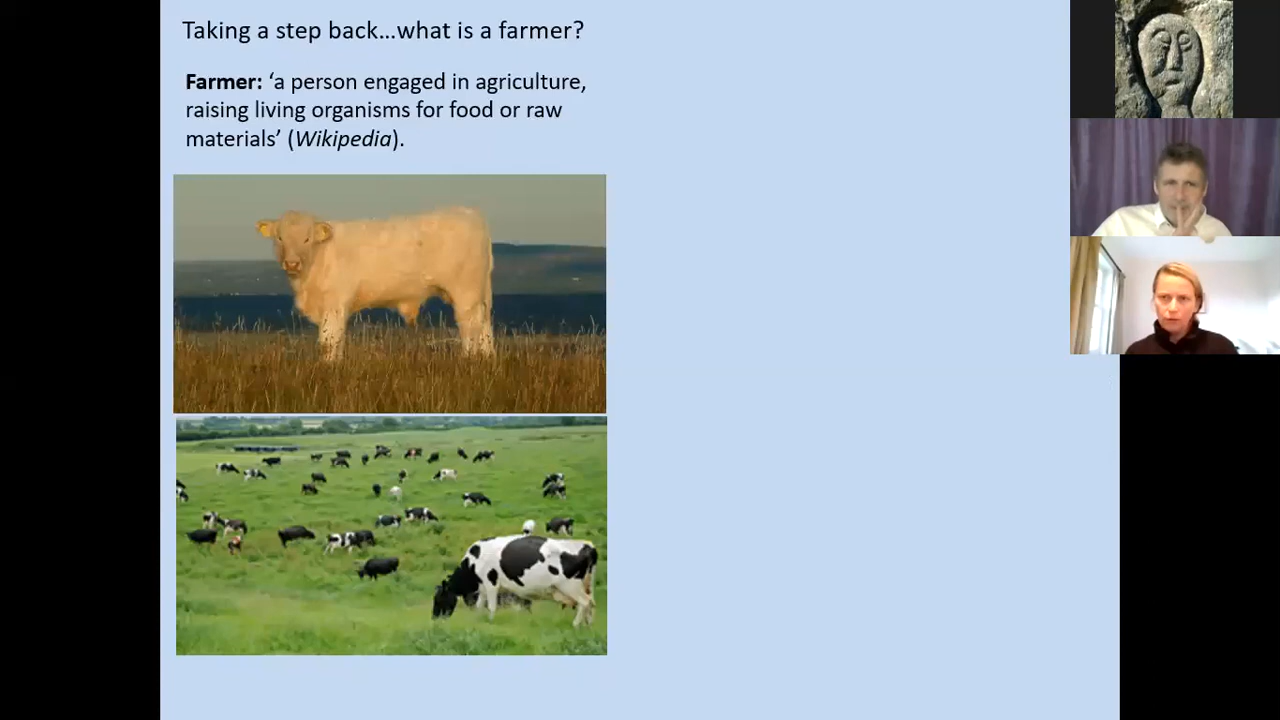 Taking a step back…what is a farmer?
Farmer: ‘a person engaged in agriculture,
raising living organisms for food or raw
materials’ (Wikipedia).